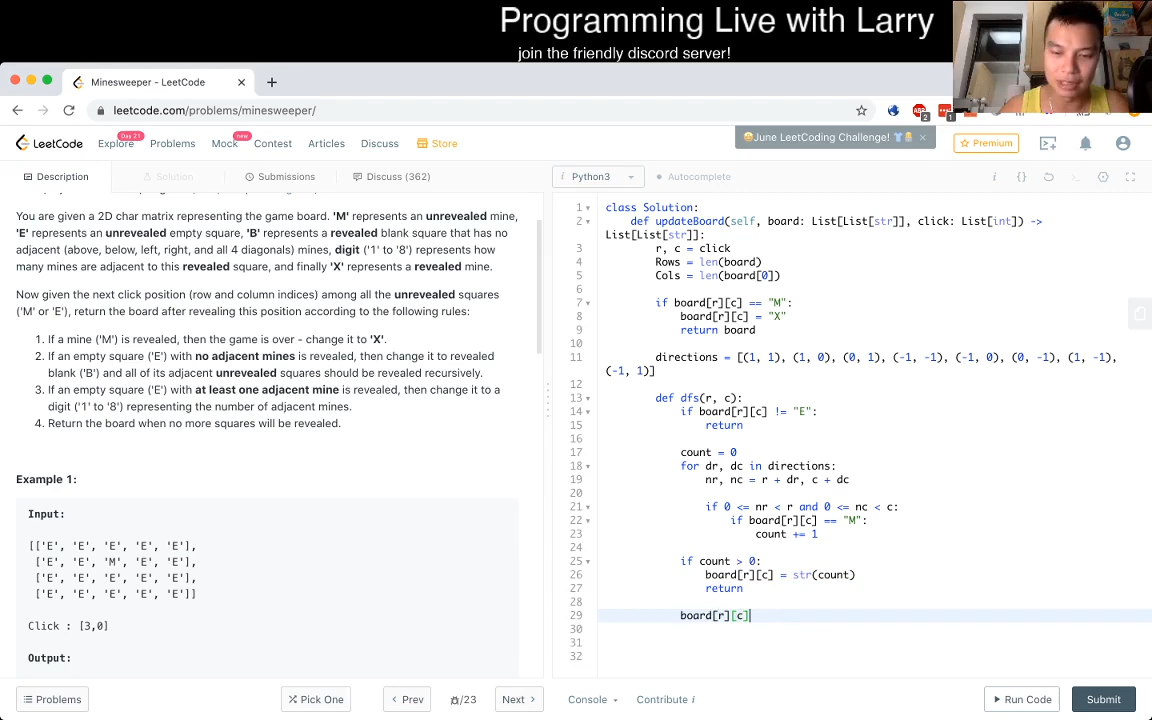 Programming Live with Larry
join the friendly discord server!
Minesweeper - LeetCode
leetcode.com/problems/minesweeper/
LeetCode
Explore
Day 21
Problems
Mock
new
Contest
Articles
Discuss
Store
June LeetCoding Challenge!
Premium
Description
Solution
Submissions
Discuss (362)
Python3
Autocomplete
You are given a 2D char matrix representing the game board. 'M' represents an unrevealed mine,
'E' represents an unrevealed empty square, 'B' represents a revealed blank square that has no
adjacent (above, below, left, right, and all 4 diagonals) mines, digit ('1' to '8') represents how
many mines are adjacent to this revealed square, and finally 'X' represents a revealed mine.
Now given the next click position (row and column indices) among all the unrevealed squares
('M' or 'E'), return the board after revealing this position according to the following rules:
1. If a mine ('M') is revealed, then the game is over - change it to 'X'.
2. If an empty square ('E') with no adjacent mines is revealed, then change it to revealed
blank ('B') and all of its adjacent unrevealed squares should be revealed recursively.
3. If an empty square ('E') with at least one adjacent mine is revealed, then change it to a
digit ('1' to '8') representing the number of adjacent mines.
4. Return the board when no more squares will be revealed.
Example 1:
Input:
[['E', 'E', 'E', 'E', 'E'],
['E', 'E', 'M', 'E', 'E'],
['E', 'E', 'E', 'E', 'E'],
['E', 'E', 'E', 'E', 'E']]
Click : [3,0]
Output:
1 class Solution:
2 def updateBoard(self, board: List[List[str]], click: List[int]) ->
List[List[str]]:
3 r, c = click
4 Rows = len(board)
5 Cols = len(board[0])
6
7 if board[r][c] == "M":
8 board[r][c] = "X"
9 return board
10
11 directions = [(1, 1), (1, 0), (0, 1), (-1, -1), (-1, 0), (0, -1), (1, -1),
(-1, 1)]
12
13 def dfs(r, c):
14 if board[r][c] != "E":
15 return
16
17 count = 0
18 for dr, dc in directions:
19 nr, nc = r + dr, c + dc
20
21 if 0 <= nr < r and 0 <= nc < c:
22 if board[r][c] == "M":
23 count += 1
24
25 if count > 0:
26 board[r][c] = str(count)
27 return
28
29 board[r][c]
30
31
32
Problems
Pick One
Prev
/23
Next
Console
Contribute
Run Code
Submit